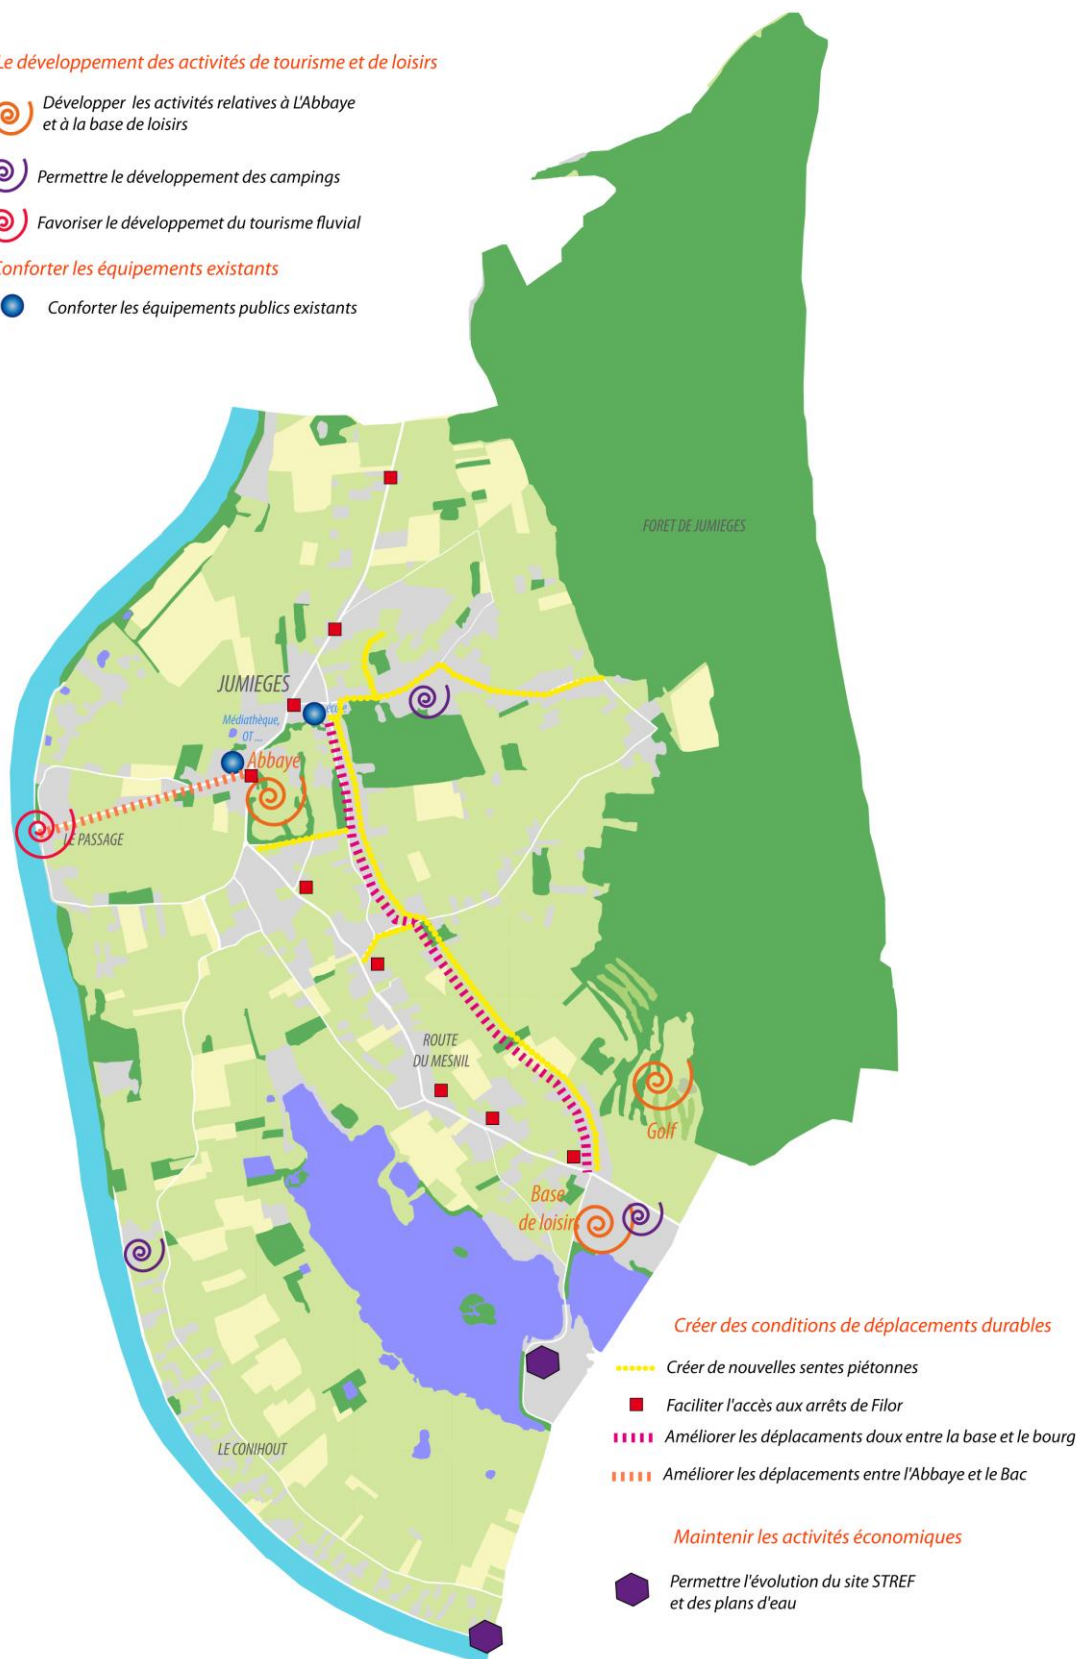 Le développement des activités de tourisme et de loisirs
Développer les activités relatives à L'Abbaye
et à la base de loisirs
Permettre le développement des campings
Favoriser le développemet du tourisme fluvial
Conforter les équipements existants
Conforter les équipements publics existants
FORET DE JUMIEGES
JUMIEGES
Médiathèque,
OT ...
Abbaye
LE PASSAGE
ROUTE
DU MESNIL
Golf
Base
de loisirs
LE CONIHOUT
Créer des conditions de déplacements durables
Créer de nouvelles sentes piétonnes
Faciliter l'accès aux arrêts de Filor
Améliorer les déplacaments doux entre la base et le bourg
Améliorer les déplacements entre l'Abbaye et le Bac
Maintenir les activités économiques
Permettre l'évolution du site STREF
et des plans d'eau